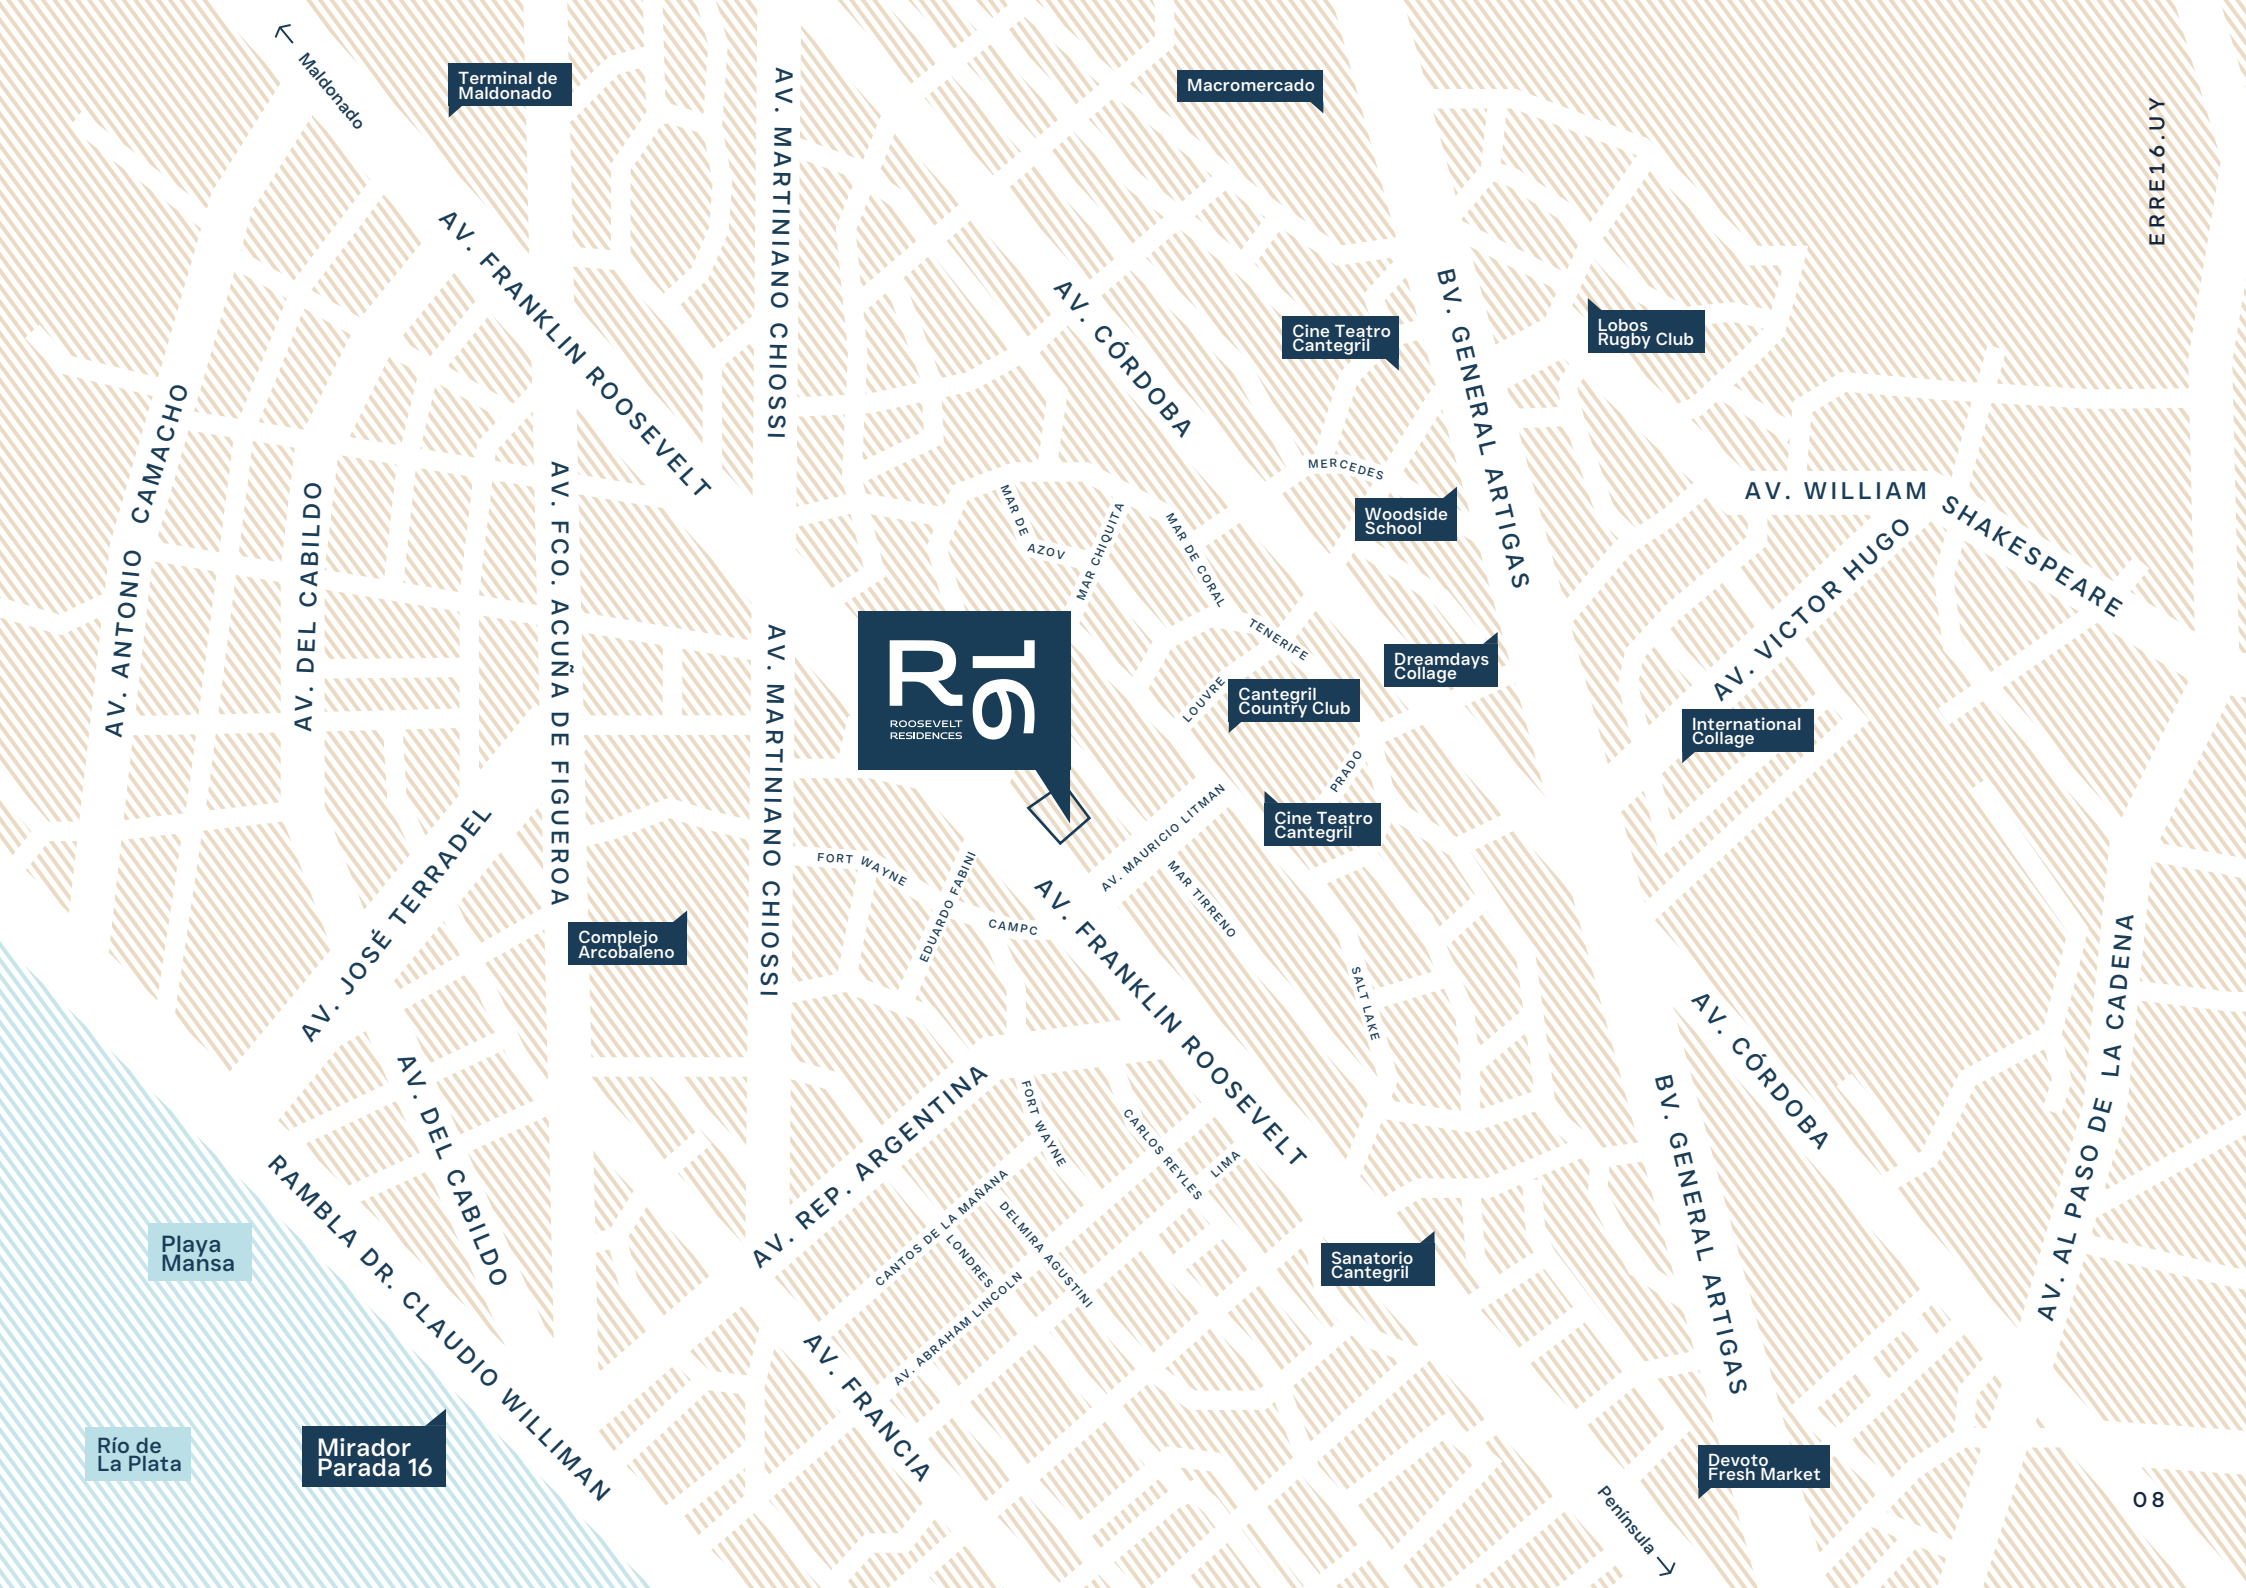 Maldonado
Terminal de
Maldonado
Macromercado
ERRE16.UY
AV. MARTINIANO CHIOSSI
AV. FRANKLIN ROOSEVELT
AV. CÓRDOBA
BV. GENERAL ARTIGAS
Cine Teatro
Cantegril
Lobos
Rugby Club
AV. ANTONIO CAMACHO
AV. DEL CABILDO
AV. FCO. ACUÑA DE FIGUEROA
MERCEDES
Woodside
School
AV. WILLIAM SHAKESPEARE
AV. VICTOR HUGO
MAR DE AZOV
MAR CHIQUITA
MAR DE CORAL
TENERIFE
LOUVRE
Cantegril
Country Club
Dreamdays
Collage
International
Collage
R16
ROOSEVELT
RESIDENCES
AV. MARTINIANO CHIOSSI
PRADO
AV. MAURICIO LITMAN
Cine Teatro
Cantegril
MAR TIRRENO
FORT WAYNE
EDUARDO FABINI
CAMPC
AV. FRANKLIN ROOSEVELT
AV. JOSÉ TERRADEL
Complejo
Arcobaleno
SALT LAKE
AV. CÓRDOBA
AV. AL PASO DE LA CADENA
AV. DEL CABILDO
AV. REP. ARGENTINA
FORT WAYNE
CARLOS REYLES
LIMA
BV. GENERAL ARTIGAS
CANTOS DE LA MAÑANA
DELMIRA AGUSTINI
LONDRES
AV. ABRAHAM LINCOLN
RAMBLA DR. CLAUDIO WILLIMAN
Playa
Mansa
Sanatorio
Cantegril
AV. FRANCIA
Río de
La Plata
Mirador
Parada 16
Devoto
Fresh Market
Península
08